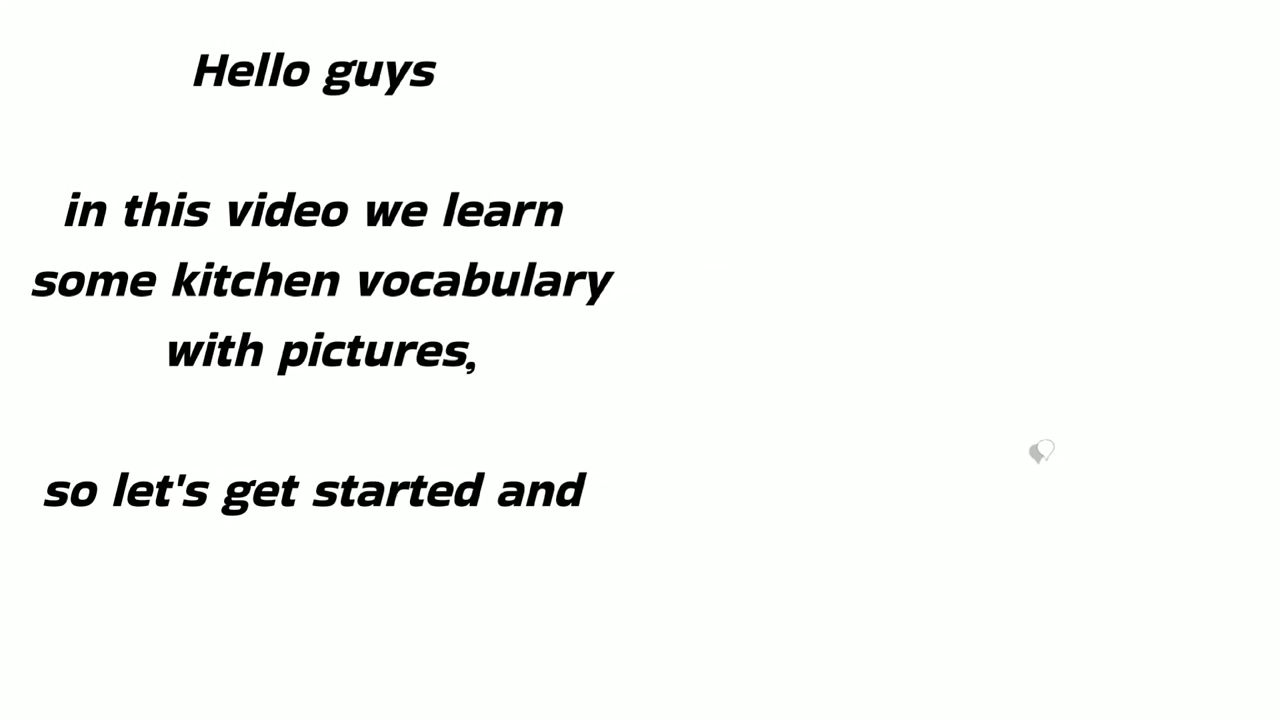 Hello guys
in this video we learn
some kitchen vocabulary
with pictures,
so let's get started and